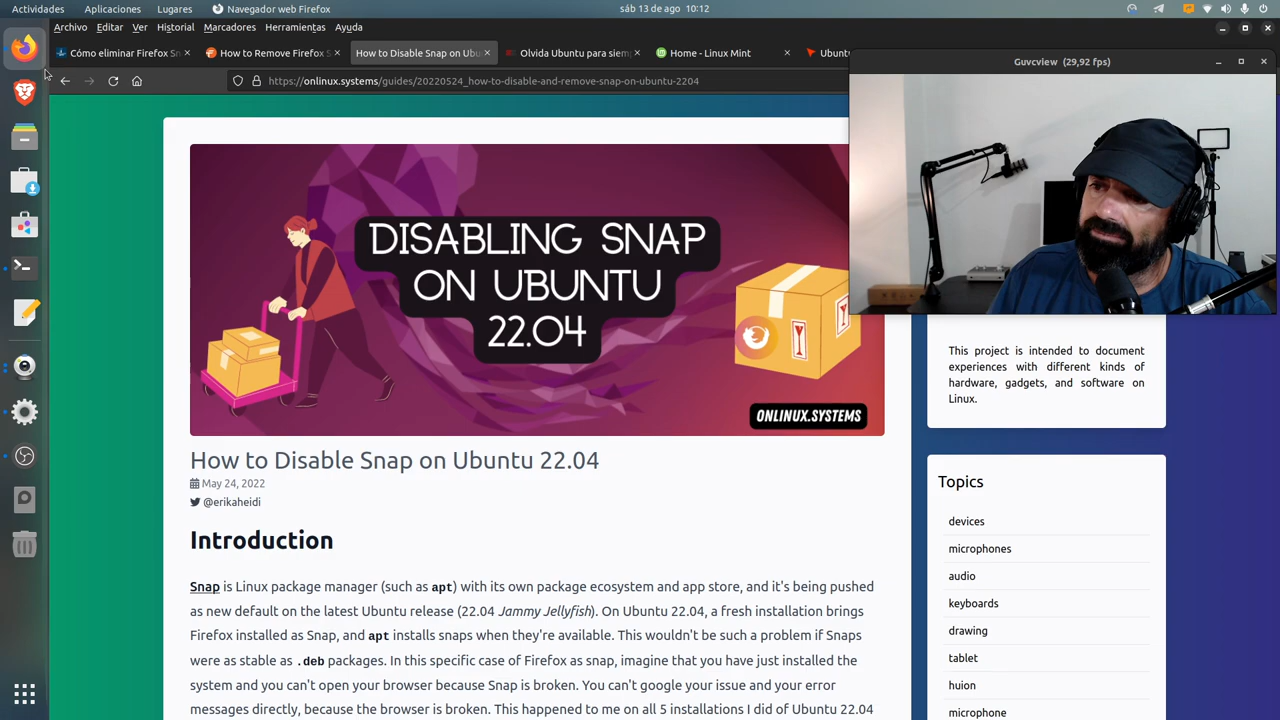 Actividades
Aplicaciones
Lugares
Navegador web Firefox
sáb 13 de ago • 10:12
Archivo Editar Ver Historial Marcadores Herramientas Ayuda
Cómo eliminar Firefox Sn
How to Remove Firefox S
How to Disable Snap on Ubu
Olvida Ubuntu para siem
Home - Linux Mint
Ubuntu
https://onlinux.systems/guides/20220524_how-to-disable-and-remove-snap-on-ubuntu-2204
Guvcview (29,92 fps)
DISABLING SNAP
ON UBUNTU
22.04
ONLINUX.SYSTEMS
How to Disable Snap on Ubuntu 22.04
May 24, 2022
@erikaheidi
Introduction
Snap is Linux package manager (such as apt) with its own package ecosystem and app store, and it's being pushed
as new default on the latest Ubuntu release (22.04 Jammy Jellyfish). On Ubuntu 22.04, a fresh installation brings
Firefox installed as Snap, and apt installs snaps when they're available. This wouldn't be such a problem if Snaps
were as stable as .deb packages. In this specific case of Firefox as snap, imagine that you have just installed the
system and you can't open your browser because Snap is broken. You can't google your issue and your error
messages directly, because the browser is broken. This happened to me on all 5 installations I did of Ubuntu 22.04
This project is intended to document
experiences with different kinds of
hardware, gadgets, and software on
Linux.
Topics
devices
microphones
audio
keyboards
drawing
tablet
huion
microphone